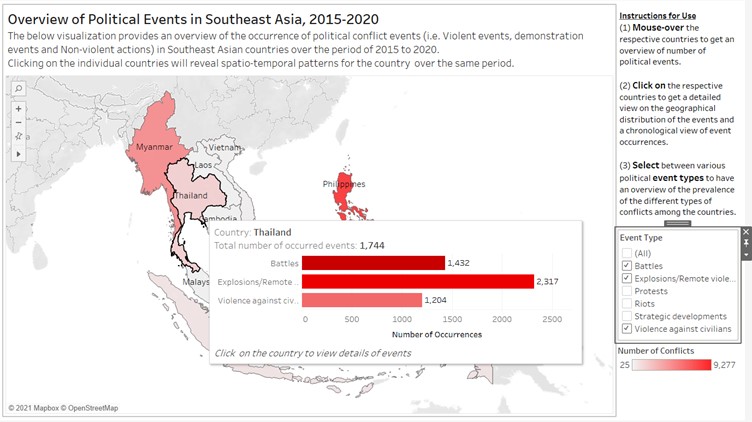 Overview of Political Events in Southeast Asia, 2015-2020
The below visualization provides an overview of the occurrence of political conflict events (i.e. Violent events, demonstration
events and Non-violent actions) in Southeast Asian countries over the period of 2015 to 2020.
Clicking on the individual countries will reveal spatio-temporal patterns for the country over the same period.
Myanmar
Vietnam
Laos
Thailand
Philippines
Malays
Country: Thailand
Total number of occurred events: 1,744
Battles 1,432
Explosions/Remote .. 2,317
Violence against civ.. 1,204
0 500 1000 1500 2000 2500
Number of Occurrences
Click on the country to view details of events
© 2021 Mapbox © OpenStreetMap
Instructions for Use
(1) Mouse-over the
respective countries to get an
overview of number of
political events.
(2) Click on the respective
countries to get a detailed
view on the geographical
distribution of the events and
a chronological view of event
occurrences.
(3) Select between various
political event types to have
an overview of the prevalence
of the different types of
conflicts among the countries.
Event Type
(All)
Battles
Explosions/Remote viole...
Protests
Riots
Strategic developments
Violence against civilians
Number of Conflicts
25 9,277